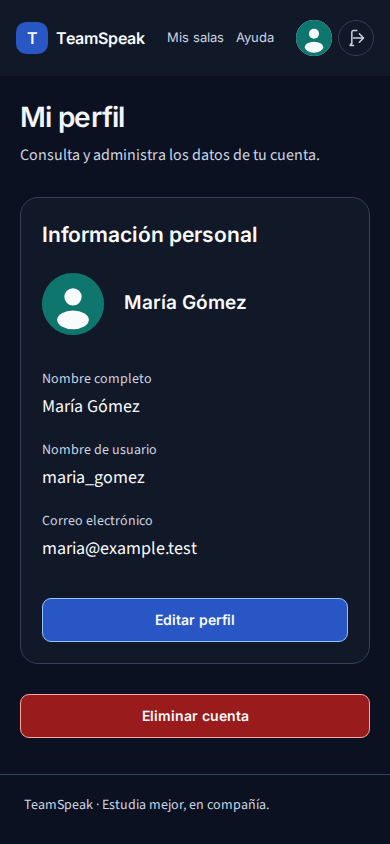 T TeamSpeak Mis salas Ayuda
Mi perfil
Consulta y administra los datos de tu cuenta.
Información personal
María Gómez
Nombre completo
María Gómez
Nombre de usuario
maria_gomez
Correo electrónico
maria@example.test
Editar perfil
Eliminar cuenta
TeamSpeak · Estudia mejor, en compañía.